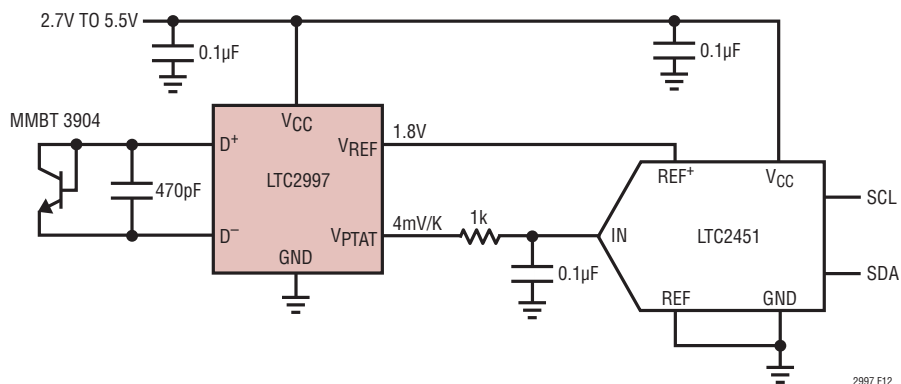 2.7V TO 5.5V
0.1µF
0.1µF
MMBT 3904
470pF
D+
D−
VCC
LTC2997
VREF
VPTAT
GND
1.8V
4mV/K
1k
0.1µF
REF+
VCC
IN
LTC2451
REF
GND
SCL
SDA
2997 F12